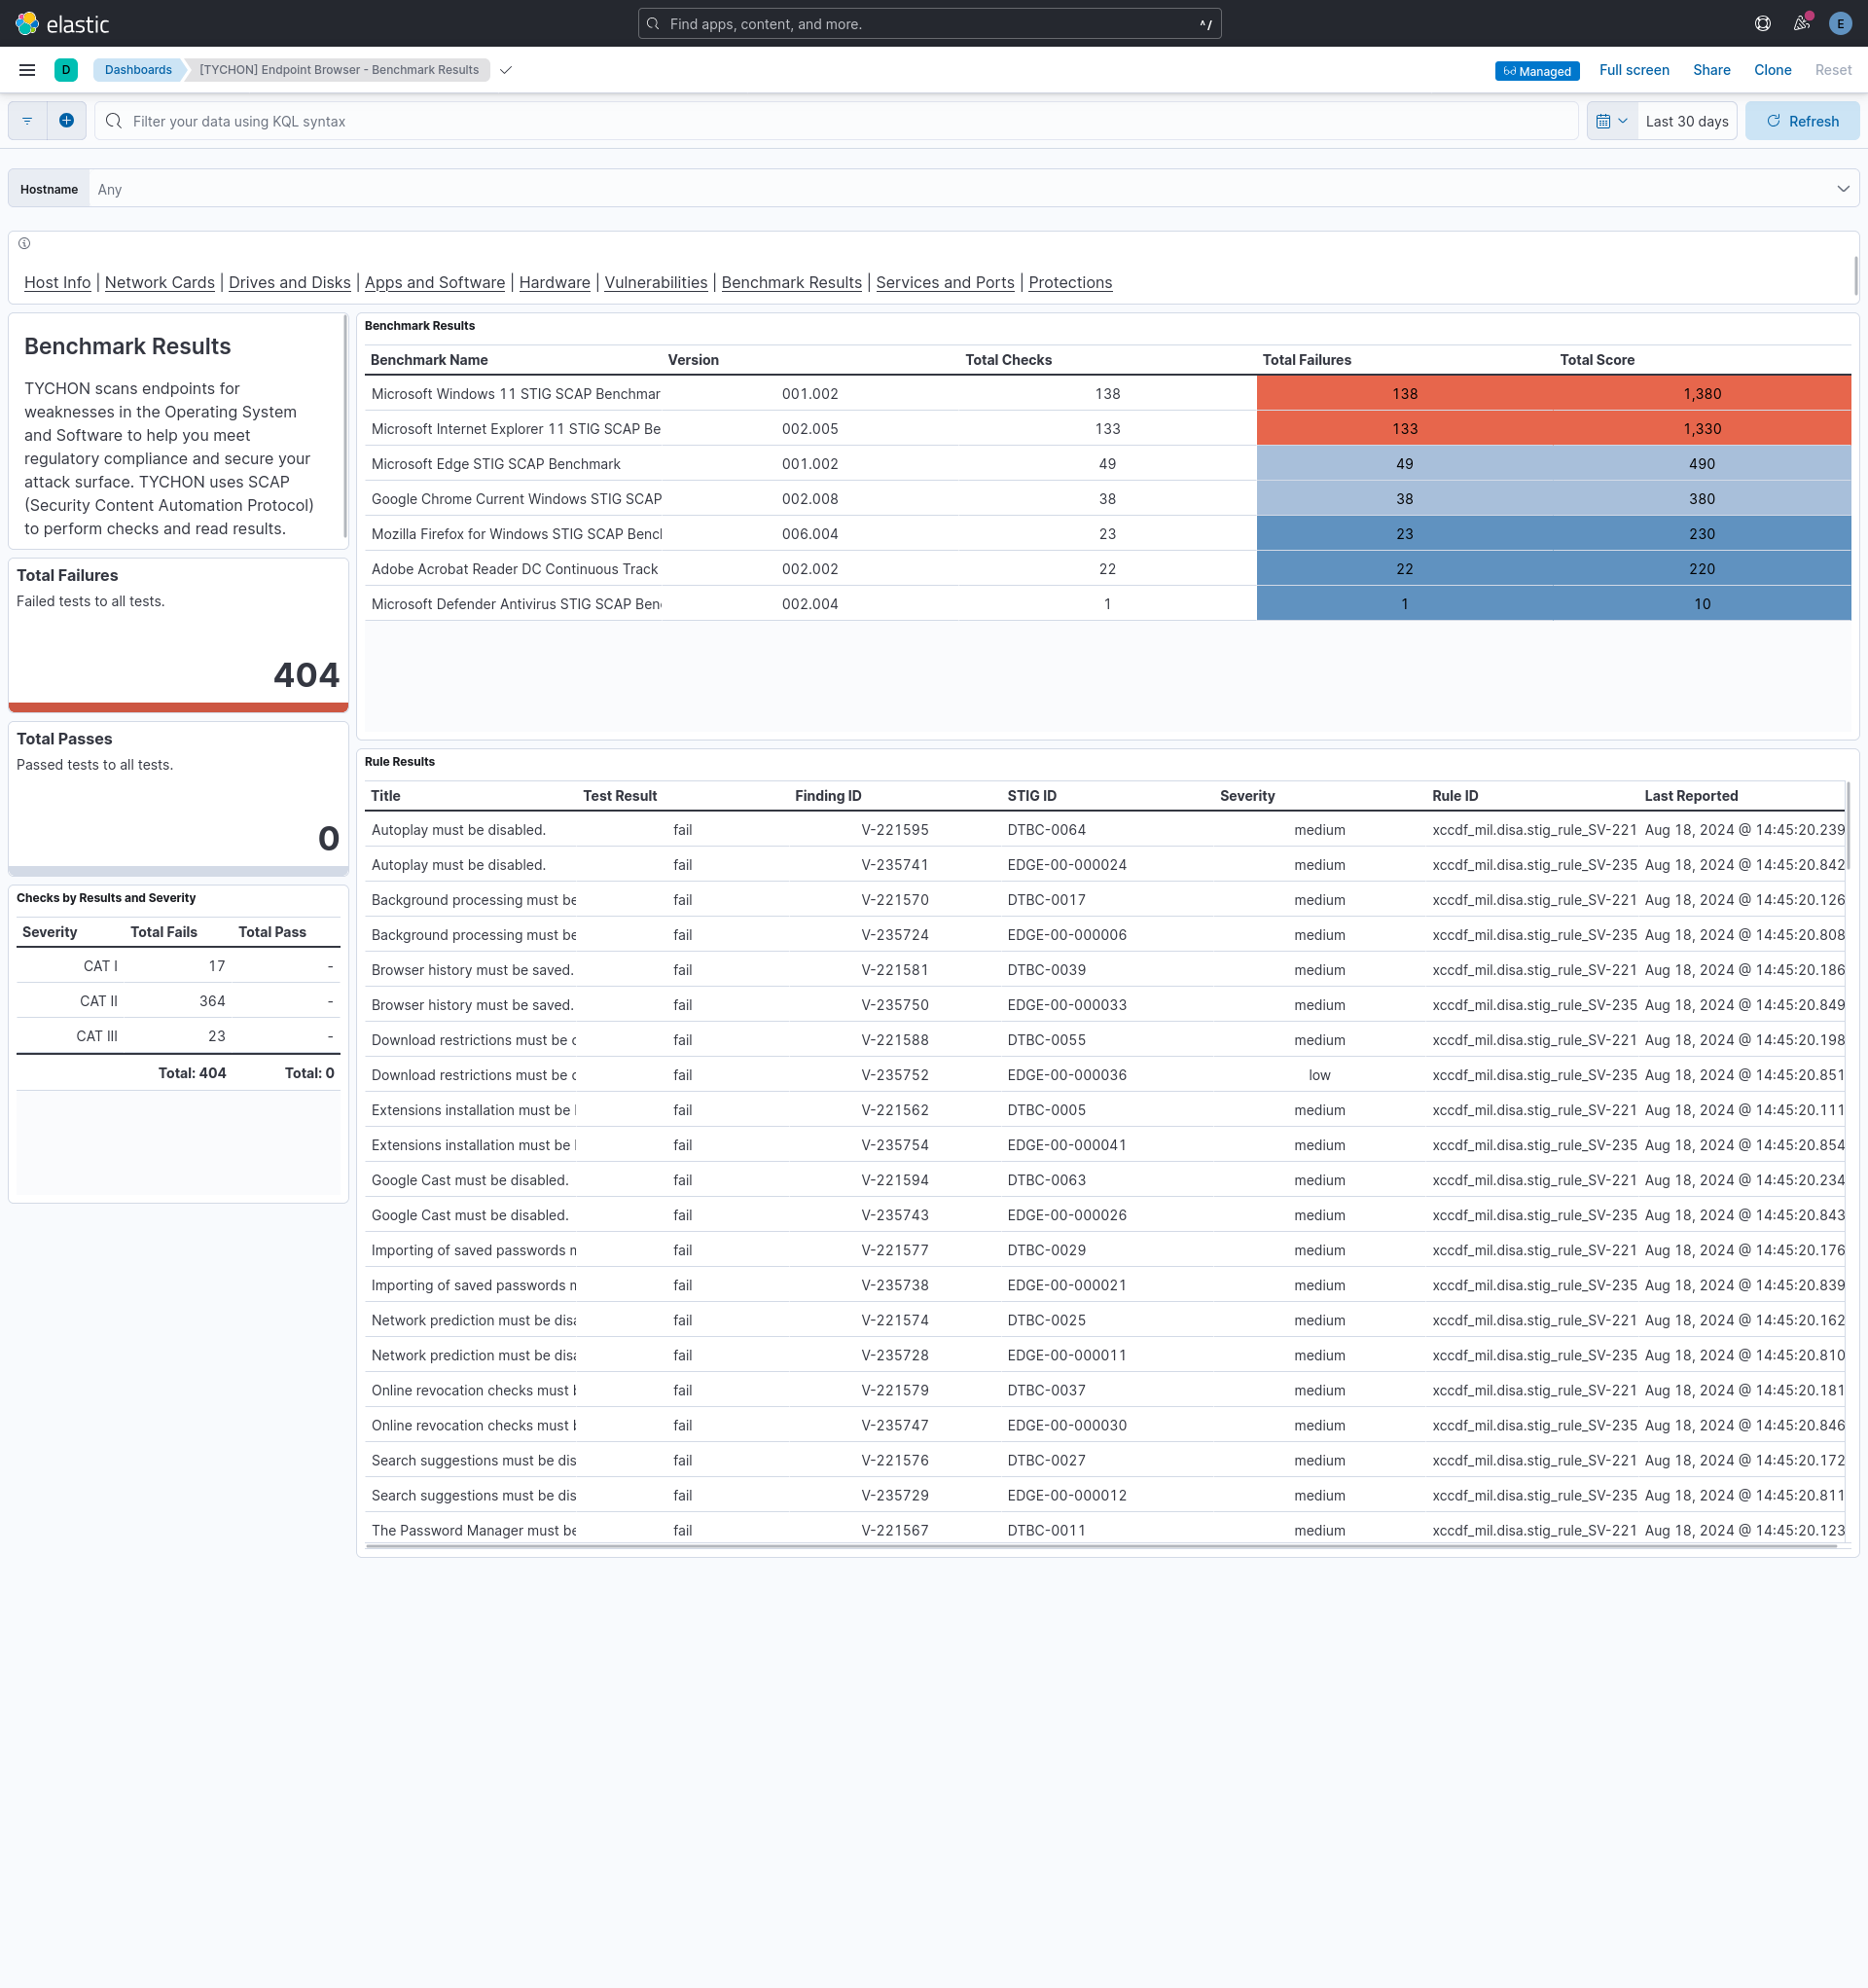 elastic
Find apps, content, and more. ^/
E
D Dashboards [TYCHON] Endpoint Browser - Benchmark Results Managed Full screen Share Clone Reset
Filter your data using KQL syntax Last 30 days Refresh
Hostname Any
Host Info | Network Cards | Drives and Disks | Apps and Software | Hardware | Vulnerabilities | Benchmark Results | Services and Ports | Protections
Benchmark Results
TYCHON scans endpoints for
weaknesses in the Operating System
and Software to help you meet
regulatory compliance and secure your
attack surface. TYCHON uses SCAP
(Security Content Automation Protocol)
to perform checks and read results.
Total Failures
Failed tests to all tests.
404
Total Passes
Passed tests to all tests.
0
Checks by Results and Severity
Severity Total Fails Total Pass
CAT I 17 -
CAT II 364 -
CAT III 23 -
Total: 404 Total: 0
Benchmark Results
Benchmark Name Version Total Checks Total Failures Total Score
Microsoft Windows 11 STIG SCAP Benchmar 001.002 138 138 1,380
Microsoft Internet Explorer 11 STIG SCAP Be 002.005 133 133 1,330
Microsoft Edge STIG SCAP Benchmark 001.002 49 49 490
Google Chrome Current Windows STIG SCAP 002.008 38 38 380
Mozilla Firefox for Windows STIG SCAP Bencl 006.004 23 23 230
Adobe Acrobat Reader DC Continuous Track 002.002 22 22 220
Microsoft Defender Antivirus STIG SCAP Ben 002.004 1 1 10
Rule Results
Title Test Result Finding ID STIG ID Severity Rule ID Last Reported
Autoplay must be disabled. fail V-221595 DTBC-0064 medium xccdf_mil.disa.stig_rule_SV-221 Aug 18, 2024 @ 14:45:20.239
Autoplay must be disabled. fail V-235741 EDGE-00-000024 medium xccdf_mil.disa.stig_rule_SV-235 Aug 18, 2024 @ 14:45:20.842
Background processing must be fail V-221570 DTBC-0017 medium xccdf_mil.disa.stig_rule_SV-221 Aug 18, 2024 @ 14:45:20.126
Background processing must be fail V-235724 EDGE-00-000006 medium xccdf_mil.disa.stig_rule_SV-235 Aug 18, 2024 @ 14:45:20.808
Browser history must be saved. fail V-221581 DTBC-0039 medium xccdf_mil.disa.stig_rule_SV-221 Aug 18, 2024 @ 14:45:20.186
Browser history must be saved. fail V-235750 EDGE-00-000033 medium xccdf_mil.disa.stig_rule_SV-235 Aug 18, 2024 @ 14:45:20.849
Download restrictions must be c fail V-221588 DTBC-0055 medium xccdf_mil.disa.stig_rule_SV-221 Aug 18, 2024 @ 14:45:20.198
Download restrictions must be c fail V-235752 EDGE-00-000036 low xccdf_mil.disa.stig_rule_SV-235 Aug 18, 2024 @ 14:45:20.851
Extensions installation must be fail V-221562 DTBC-0005 medium xccdf_mil.disa.stig_rule_SV-221 Aug 18, 2024 @ 14:45:20.111
Extensions installation must be fail V-235754 EDGE-00-000041 medium xccdf_mil.disa.stig_rule_SV-235 Aug 18, 2024 @ 14:45:20.854
Google Cast must be disabled. fail V-221594 DTBC-0063 medium xccdf_mil.disa.stig_rule_SV-221 Aug 18, 2024 @ 14:45:20.234
Google Cast must be disabled. fail V-235743 EDGE-00-000026 medium xccdf_mil.disa.stig_rule_SV-235 Aug 18, 2024 @ 14:45:20.843
Importing of saved passwords m fail V-221577 DTBC-0029 medium xccdf_mil.disa.stig_rule_SV-221 Aug 18, 2024 @ 14:45:20.176
Importing of saved passwords m fail V-235738 EDGE-00-000021 medium xccdf_mil.disa.stig_rule_SV-235 Aug 18, 2024 @ 14:45:20.839
Network prediction must be disa fail V-221574 DTBC-0025 medium xccdf_mil.disa.stig_rule_SV-221 Aug 18, 2024 @ 14:45:20.162
Network prediction must be disa fail V-235728 EDGE-00-000011 medium xccdf_mil.disa.stig_rule_SV-235 Aug 18, 2024 @ 14:45:20.810
Online revocation checks must fail V-221579 DTBC-0037 medium xccdf_mil.disa.stig_rule_SV-221 Aug 18, 2024 @ 14:45:20.181
Online revocation checks must fail V-235747 EDGE-00-000030 medium xccdf_mil.disa.stig_rule_SV-235 Aug 18, 2024 @ 14:45:20.846
Search suggestions must be dis fail V-221576 DTBC-0027 medium xccdf_mil.disa.stig_rule_SV-221 Aug 18, 2024 @ 14:45:20.172
Search suggestions must be dis fail V-235729 EDGE-00-000012 medium xccdf_mil.disa.stig_rule_SV-235 Aug 18, 2024 @ 14:45:20.811
The Password Manager must be fail V-221567 DTBC-0011 medium xccdf_mil.disa.stig_rule_SV-221 Aug 18, 2024 @ 14:45:20.123